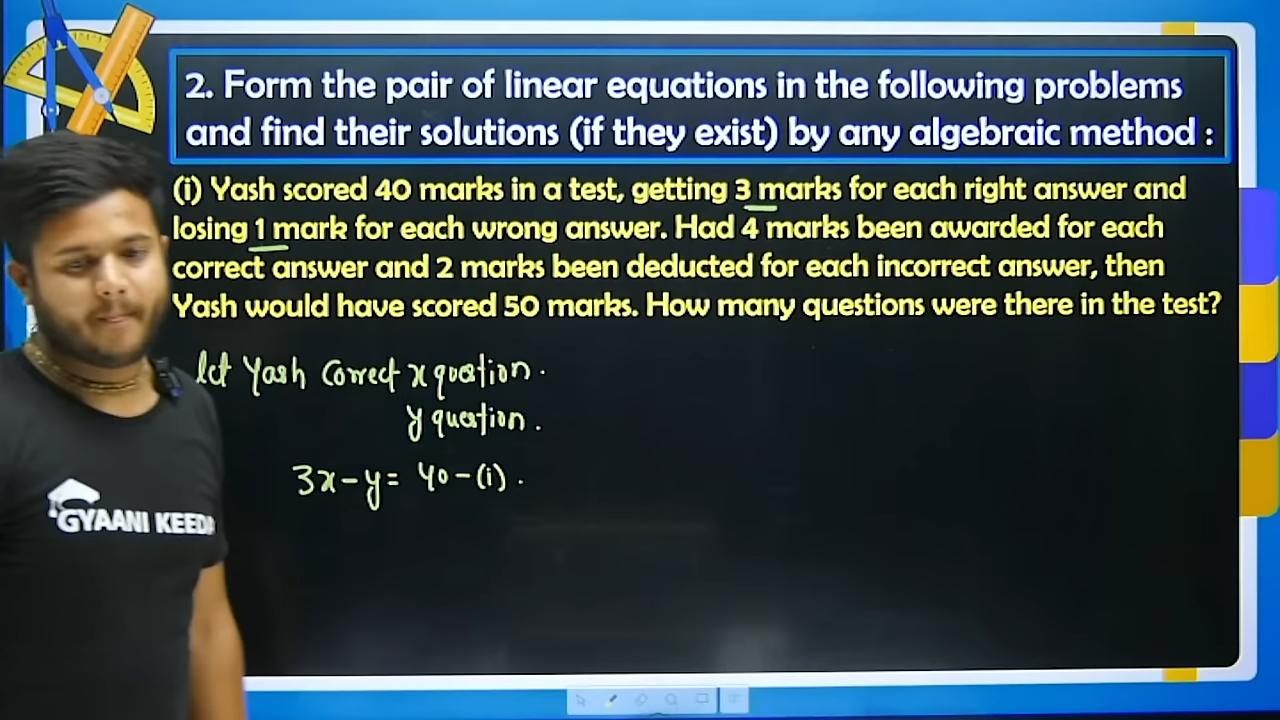 2. Form the pair of linear equations in the following problems
and find their solutions (if they exist) by any algebraic method :
(i) Yash scored 40 marks in a test, getting 3 marks for each right answer and
losing 1 mark for each wrong answer. Had 4 marks been awarded for each
correct answer and 2 marks been deducted for each incorrect answer, then
Yash would have scored 50 marks. How many questions were there in the test?
let Yash Correct x question.
y question.
3x-y= 40-(i).
GYAANI KEEDA